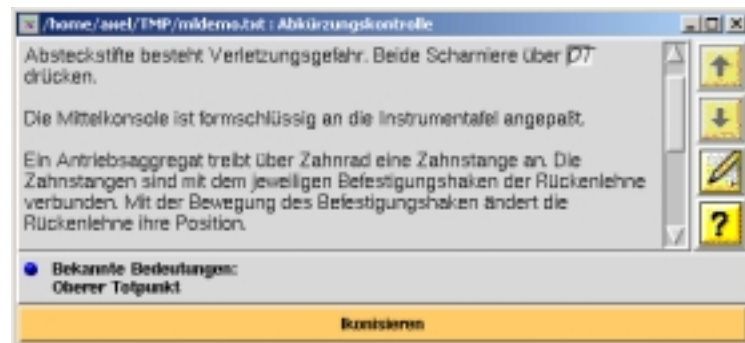 /home/axel/TMP/mldemo.txt : Abkürzungskontrolle
Absteckstifte besteht Verletzungsgefahr. Beide Scharniere über OT
drücken.
Die Mittelkonsole ist formschlüssig an die Instrumentafel angepaßt.
Ein Antriebsaggregat treibt über Zahnrad eine Zahnstange an. Die
Zahnstangen sind mit dem jeweiligen Befestigungshaken der Rückenlehne
verbunden. Mit der Bewegung des Befestigungshaken ändert die
Rückenlehne ihre Position.
?
Bekannte Bedeutungen:
Oberer Totpunkt
Ikonisieren